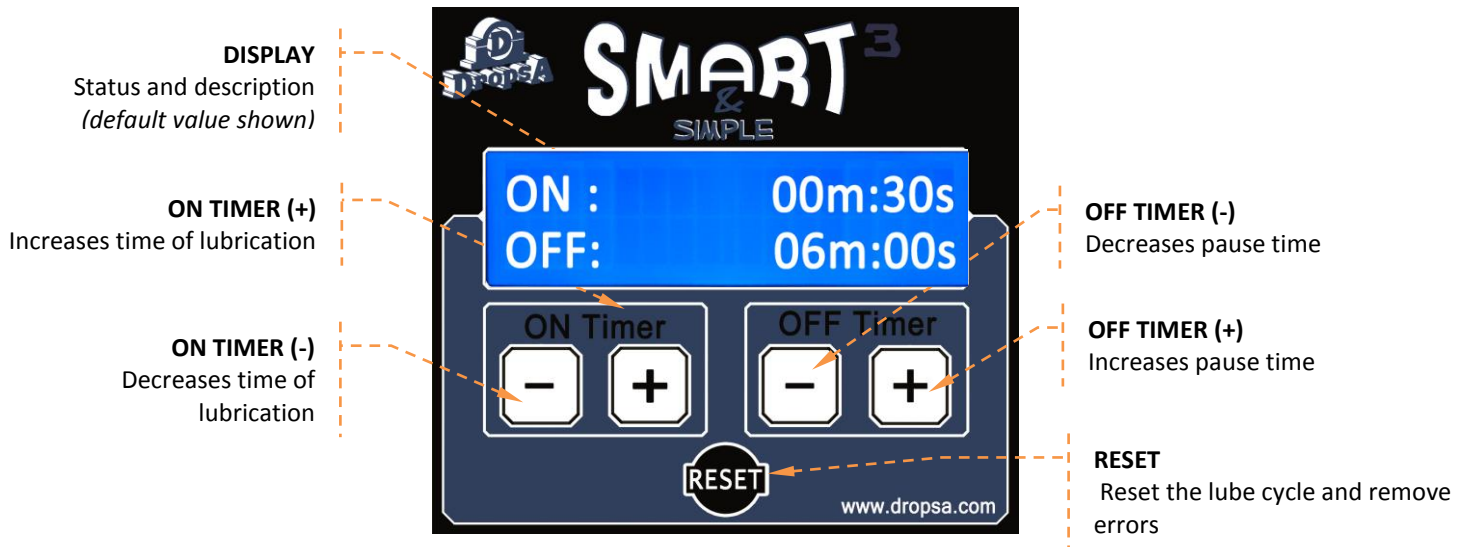 DISPLAY
Status and description
(default value shown)
ON TIMER (+)
Increases time of lubrication
ON TIMER (-)
Decreases time of
lubrication
D
DropsA
SMART 3
&
SIMPLE
ON : 00m:30s
OFF: 06m:00s
ON Timer
OFF Timer
- +
- +
RESET
www.dropsa.com
OFF TIMER (-)
Decreases pause time
OFF TIMER (+)
Increases pause time
RESET
Reset the lube cycle and remove
errors